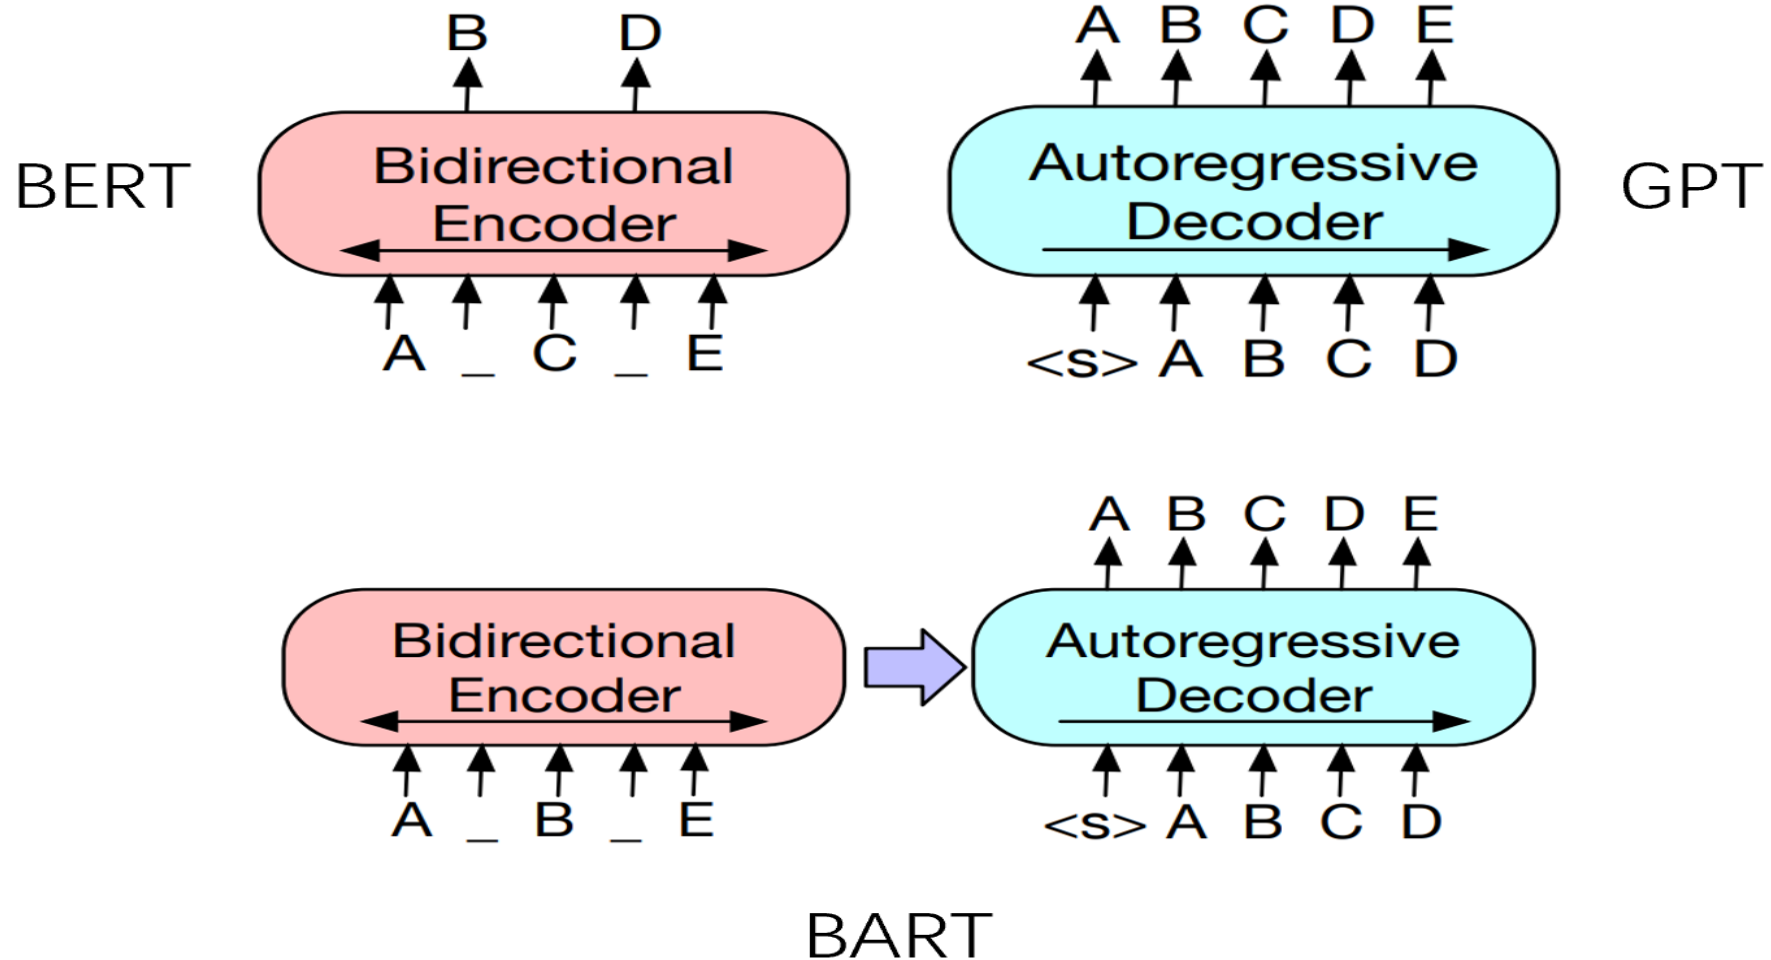 B D
A B C D E
BERT
Bidirectional
Encoder
Autoregressive
Decoder
GPT
A _ C _ E
<s> A B C D
A B C D E
Bidirectional
Encoder
Autoregressive
Decoder
A _ B _ E
<s> A B C D
BART